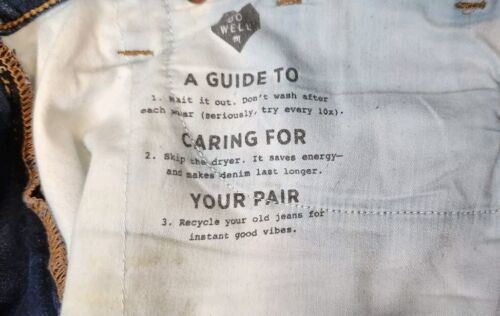 DO
WELL
A GUIDE TO
1. Wait it out. Don't wash after
each wear (seriously, try every 10x).
CARING FOR
2. Skip the dryer. It saves energy—
and makes denim last longer.
YOUR PAIR
3. Recycle your old jeans for
instant good vibes.